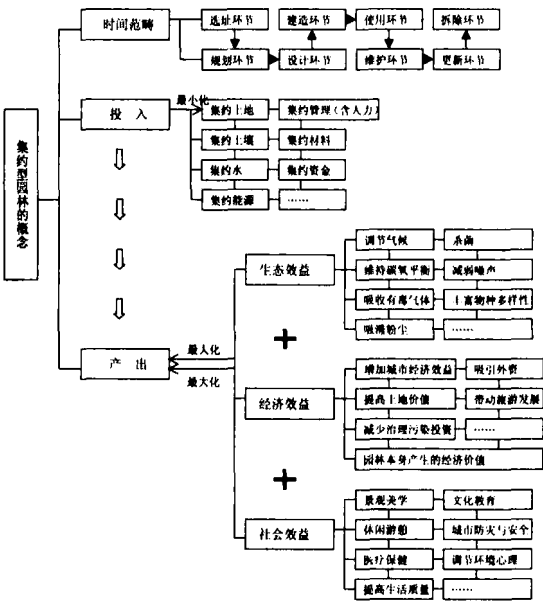 集约型园林的概念
时间范畴
选址环节
建造环节
使用环节
拆除环节
规划环节
设计环节
维护环节
更新环节
投 入
最小化
集约土地
集约管理(含人力)
集约土壤
集约材料
集约水
集约资金
集约能源
……
产 出
最大化
最大化
生态效益
调节气候
杀菌
维持碳氧平衡
减弱噪声
吸收有毒气体
丰富物种多样性
吸滞粉尘
……
经济效益
增加城市经济效益
吸引外资
提高土地价值
带动旅游发展
减少治理污染投资
……
园林本身产生的经济价值
社会效益
景观美学
文化教育
休闲游憩
城市防灾与安全
医疗保健
调节环境心理
提高生活质量
……